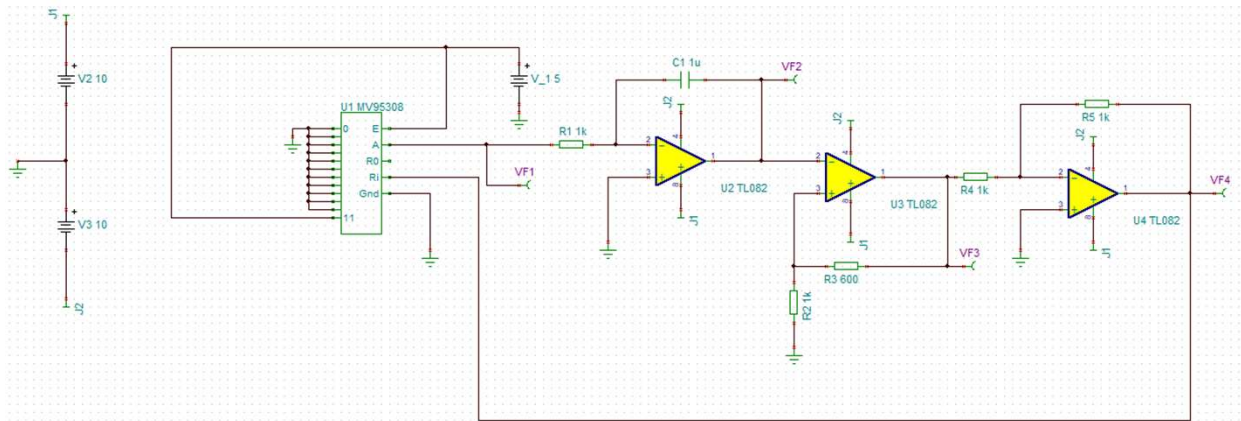 J1
V2 10
V3 10
J2
U1 MV95308
0
E
A
R0
Ri
Gnd
11
V_1 5
VF1
R1 1k
C1 1u
VF2
J2
2
3
4
8
1
U2 TL082
J1
J2
2
3
4
8
1
U3 TL082
J1
R3 600
R2 1k
VF3
R4 1k
R5 1k
J2
2
3
4
8
1
U4 TL082
J1
VF4